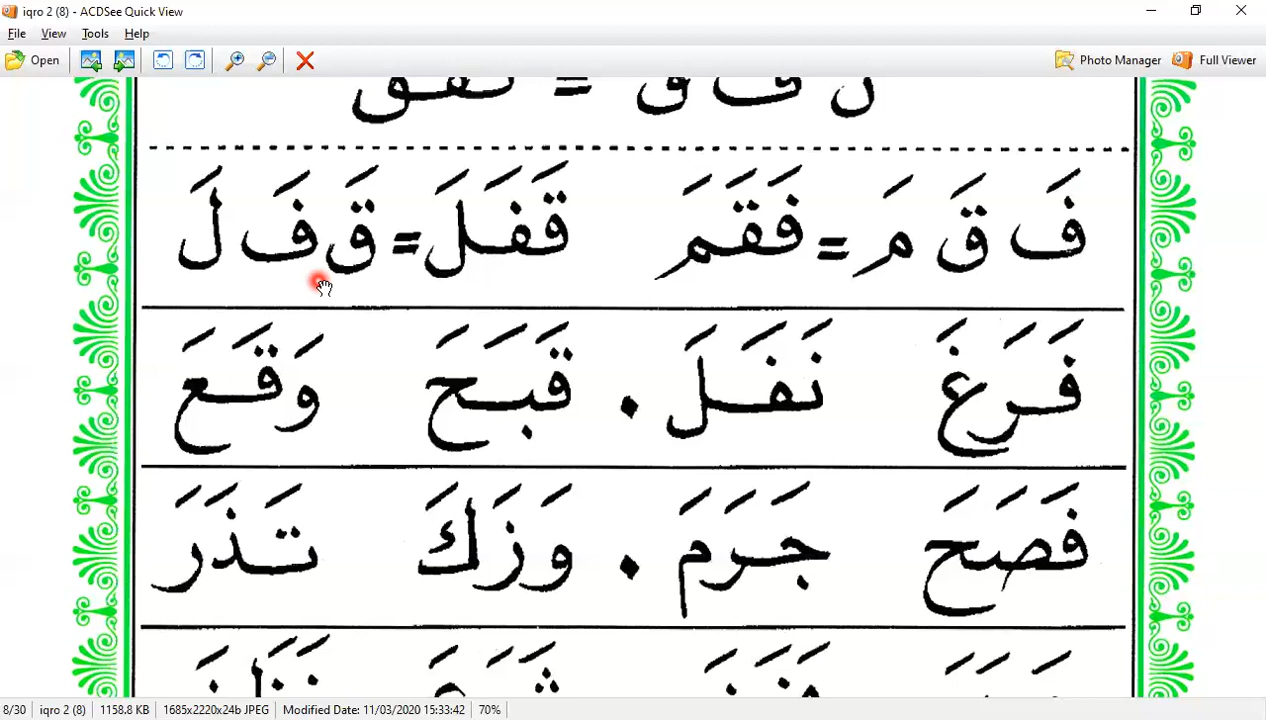 iqro 2 (8) - ACDSee Quick View
File View Tools Help
Open Photo Manager Full Viewer
فَ قَ مَ = فَقَمَ قَفَلَ = قَ فَ لَ
فَرَغَ نَفَلَ . قَبَحَ وَقَعَ
فَصَحَ جَرَمَ . وَزَكَ تَذَرَ
8/30 iqro 2 (8) 1158.8 KB 1685x2220x24b JPEG Modified Date: 11/03/2020 15:33:42 70%